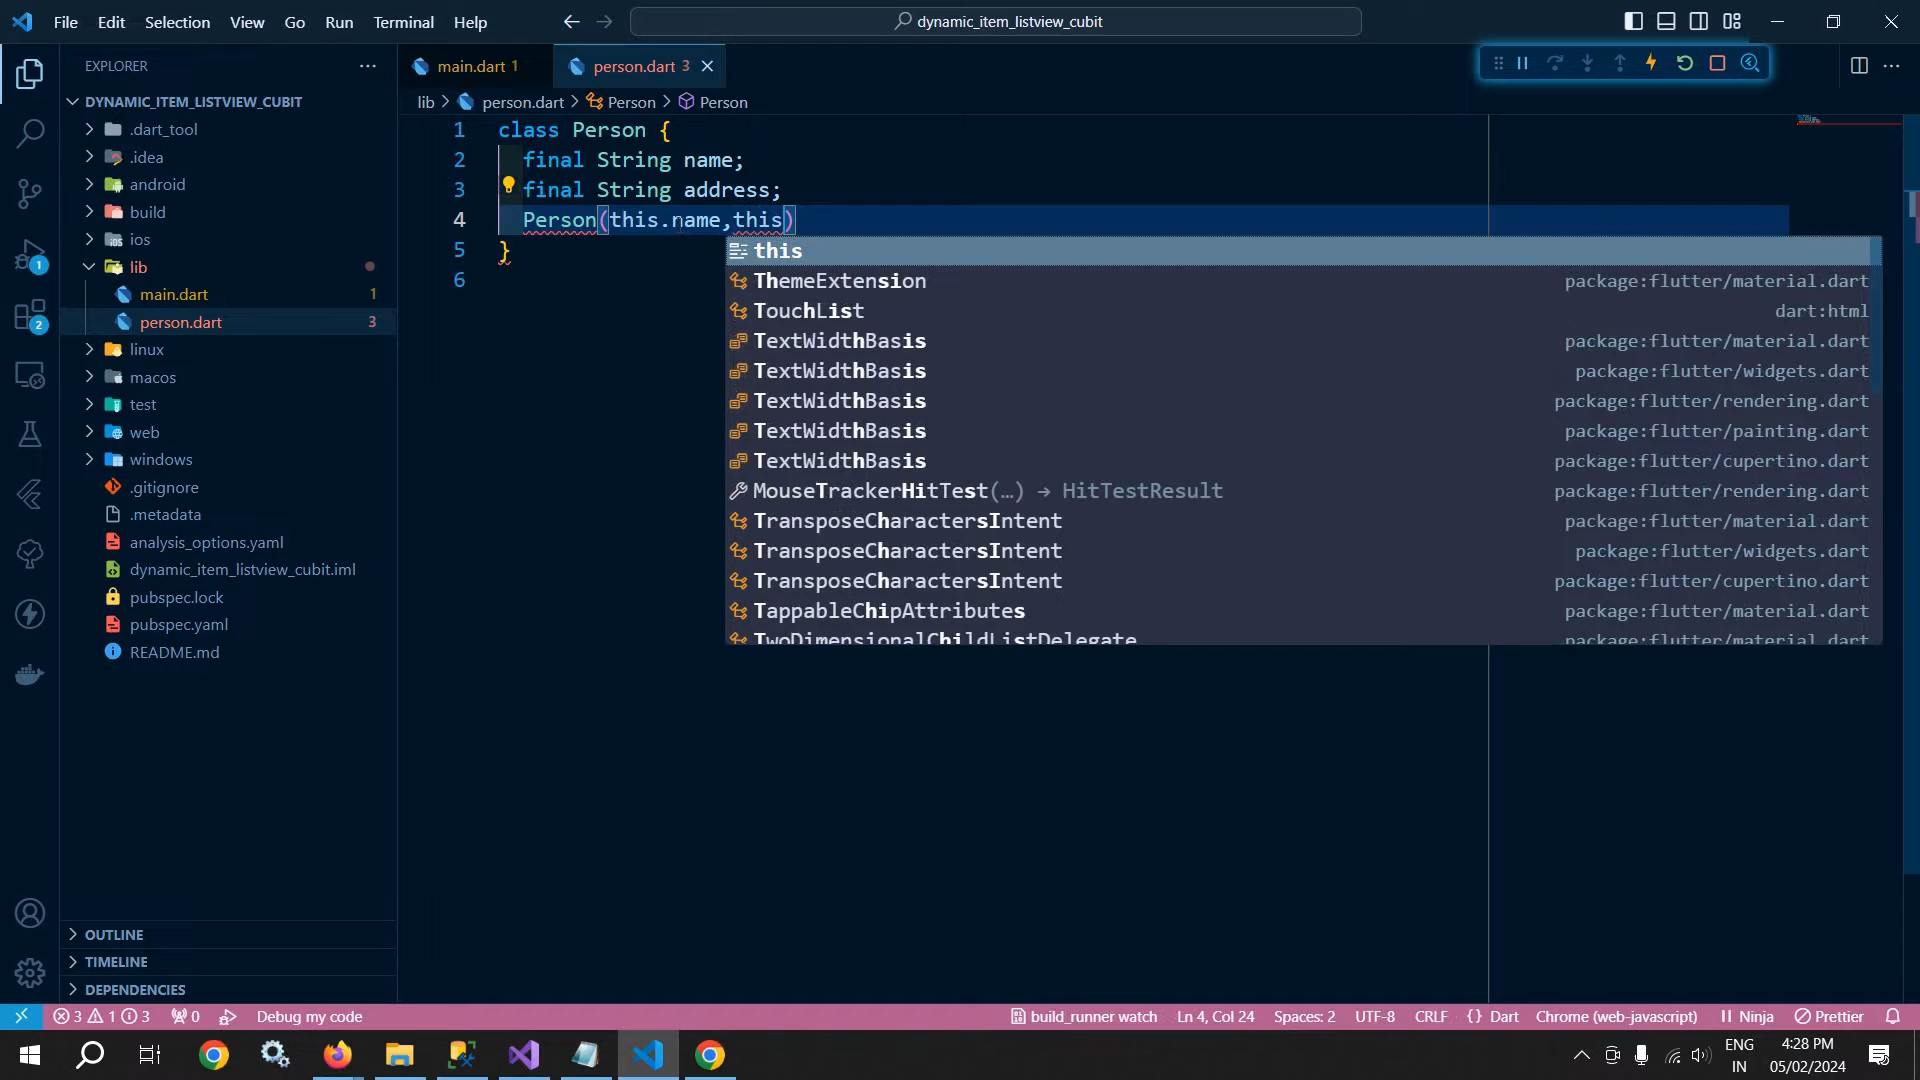 File Edit Selection View Go Run Terminal Help
dynamic_item_listview_cubit
EXPLORER
main.dart 1
person.dart 3
lib > person.dart > Person > Person
DYNAMIC_ITEM_LISTVIEW_CUBIT
.dart_tool
.idea
android
build
ios
lib
main.dart 1
person.dart 3
linux
macos
test
web
windows
.gitignore
.metadata
analysis_options.yaml
dynamic_item_listview_cubit.iml
pubspec.lock
pubspec.yaml
README.md
OUTLINE
TIMELINE
DEPENDENCIES
1
2
1 class Person {
2 final String name;
3 final String address;
4 Person(this.name,this)
5 }
6
this
ThemeExtension package:flutter/material.dart
TouchList dart:html
TextWidthBasis package:flutter/material.dart
TextWidthBasis package:flutter/widgets.dart
TextWidthBasis package:flutter/rendering.dart
TextWidthBasis package:flutter/painting.dart
TextWidthBasis package:flutter/cupertino.dart
MouseTrackerHitTest(…) → HitTestResult package:flutter/rendering.dart
TransposeCharactersIntent package:flutter/material.dart
TransposeCharactersIntent package:flutter/widgets.dart
TransposeCharactersIntent package:flutter/cupertino.dart
TappableChipAttributes package:flutter/material.dart
TwoDimensionalChildListDelegate package:flutter/material.dart
3 1 3 0 Debug my code
build_runner watch Ln 4, Col 24 Spaces: 2 UTF-8 CRLF {} Dart Chrome (web-javascript) Ninja Prettier
ENG
IN
4:28 PM
05/02/2024